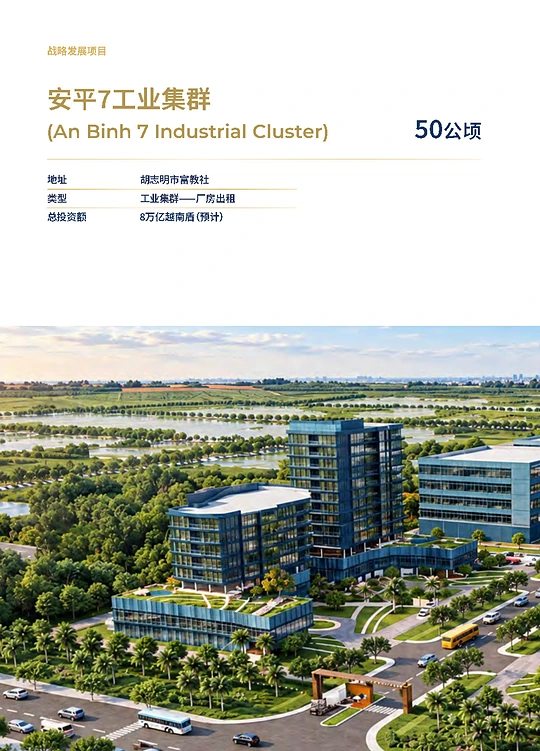 战略发展项目
安平7工业集群
(An Binh 7 Industrial Cluster)
50公顷
地址 胡志明市富教社
类型 工业集群——厂房出租
总投资额 8万亿越南盾(预计)